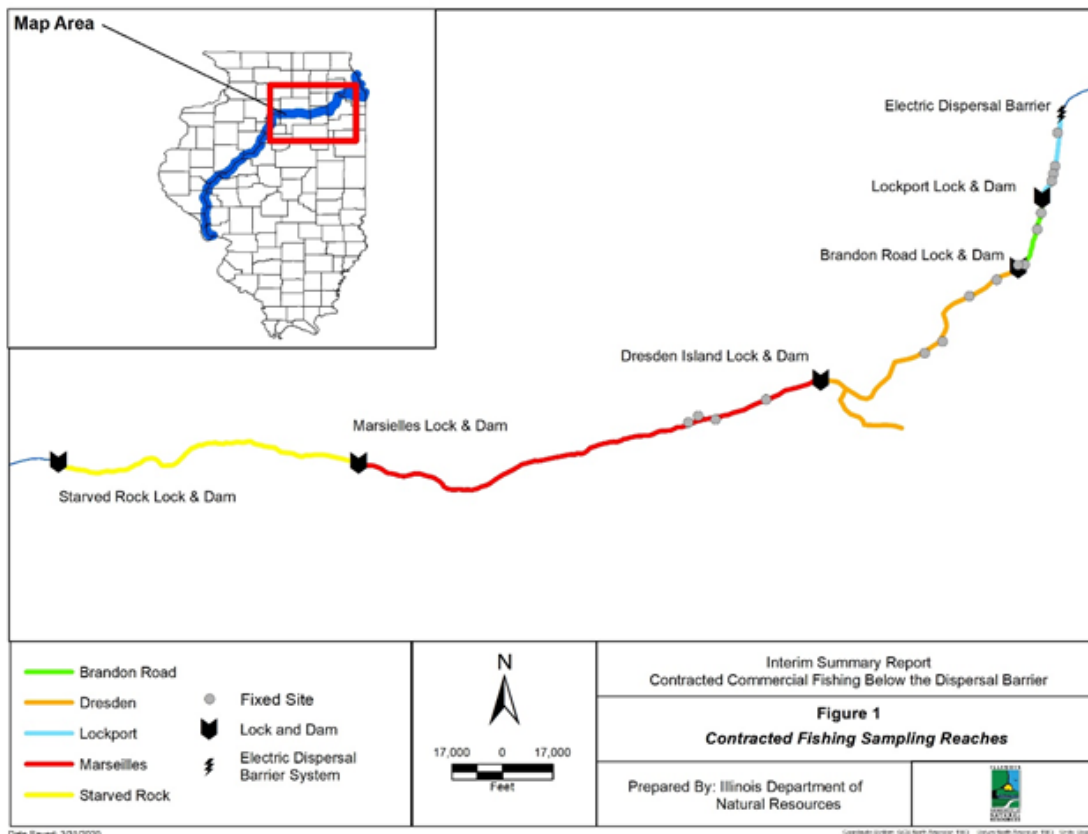 Map Area
Electric Dispersal Barrier
Lockport Lock & Dam
Brandon Road Lock & Dam
Dresden Island Lock & Dam
Marsielles Lock & Dam
Starved Rock Lock & Dam
Brandon Road
Dresden
Lockport
Marseilles
Starved Rock
Fixed Site
Lock and Dam
Electric Dispersal
Barrier System
N
17,000 0 17,000
Feet
Interim Summary Report
Contracted Commercial Fishing Below the Dispersal Barrier
Figure 1
Contracted Fishing Sampling Reaches
Prepared By: Illinois Department of
Natural Resources
ILLINOIS
NATURAL
RESOURCES